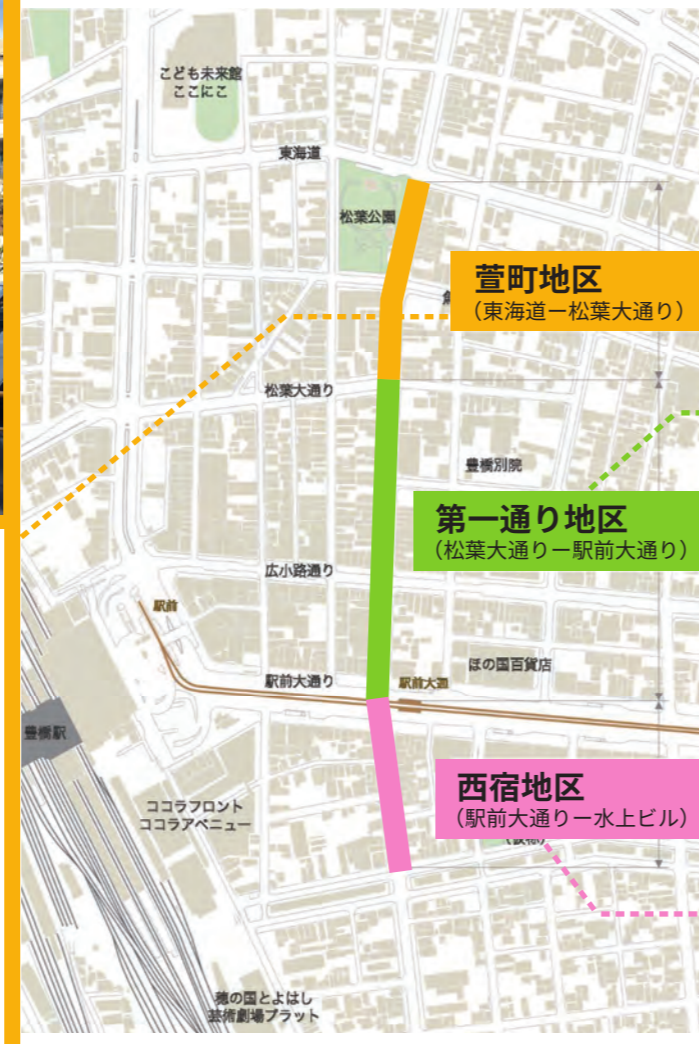 こども未来館
ここにこ
東海道
松葉公園
萱町地区
（東海道ー松葉大通り）
松葉大通り
豊橋別院
第一通り地区
（松葉大通りー駅前大通り）
広小路通り
駅前
ほの国百貨店
駅前大通り
駅前大通
豊橋駅
西宿地区
（駅前大通りー水上ビル）
ココラフロント
ココラアベニュー
穂の国とよはし
芸術劇場プラット